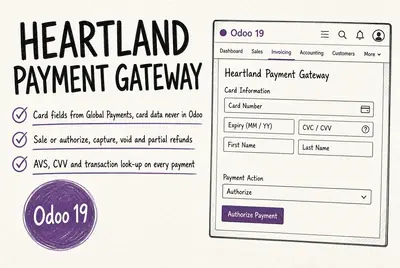 HEARTLAND
PAYMENT GATEWAY
Card fields from Global Payments, card data never in Odoo
Sale or authorize, capture, void and partial refunds
AVS, CVV and transaction look-up on every payment
Odoo 19
Odoo 19
Dashboard Sales Invoicing Accounting Customers More
Heartland Payment Gateway
Card Information
Card Number
Expiry (MM / YY) CVC / CVV
First Name Last Name
Payment Action
Authorize
Authorize Payment